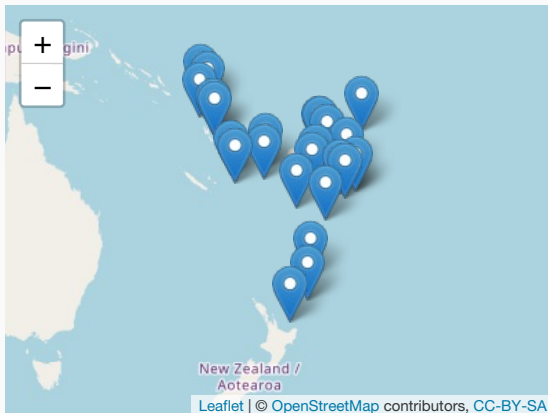 +
−
New Zealand /
Aotearoa
Leaflet | © OpenStreetMap contributors, CC-BY-SA